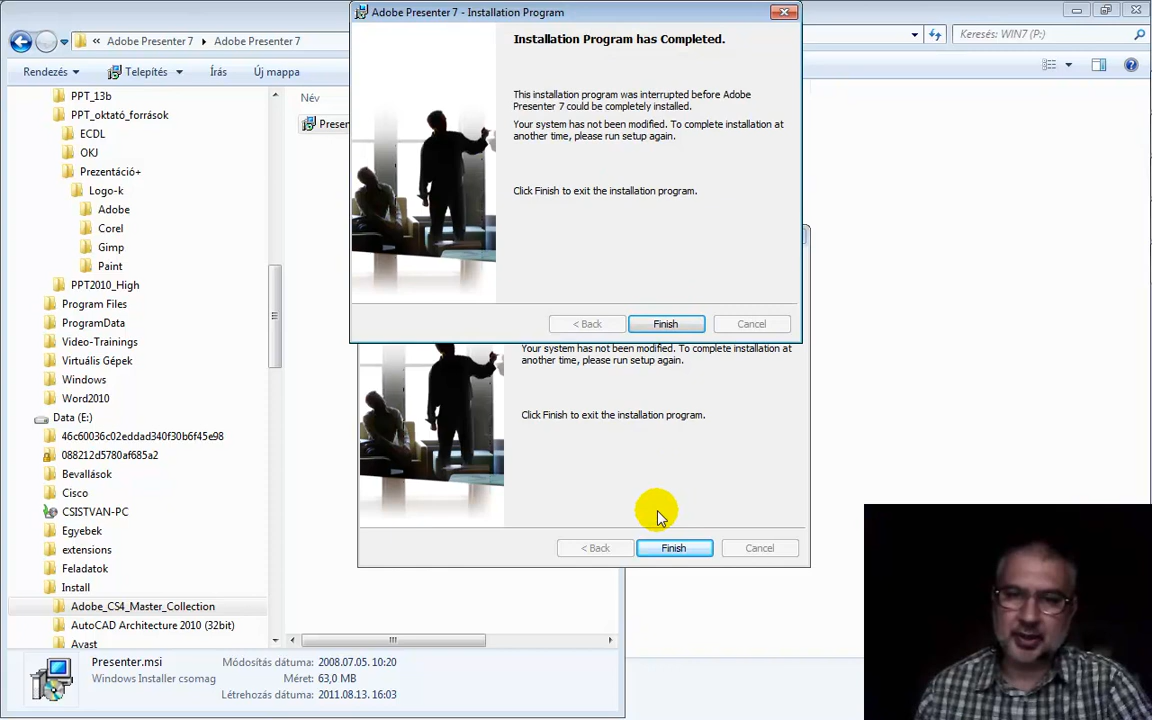 Adobe Presenter 7 - Installation Program
Adobe Presenter 7
Adobe Presenter 7
Keresés: WIN7 (P:)
Rendezés
Telepítés
Írás
Új mappa
PPT_13b
PPT_oktató_források
ECDL
OKJ
Prezentáció+
Logo-k
Adobe
Corel
Gimp
Paint
PPT2010_High
Program Files
ProgramData
Video-Trainings
Virtuális Gépek
Windows
Word2010
Data (E:)
46c60036c02eddad340f30b6f45e98
088212d5780af685a2
Bevallások
Cisco
CSISTVAN-PC
Egyebek
extensions
Feladatok
Install
Adobe_CS4_Master_Collection
AutoCAD Architecture 2010 (32bit)
Avast
Név
Presen
Installation Program has Completed.
This installation program was interrupted before Adobe
Presenter 7 could be completely installed.
Your system has not been modified. To complete installation at
another time, please run setup again.
Click Finish to exit the installation program.
< Back
Finish
Cancel
Your system has not been modified. To complete installation at
another time, please run setup again.
Click Finish to exit the installation program.
< Back
Finish
Cancel
Presenter.msi
Windows Installer csomag
Módosítás dátuma: 2008.07.05. 10:20
Méret: 63,0 MB
Létrehozás dátuma: 2011.08.13. 16:03